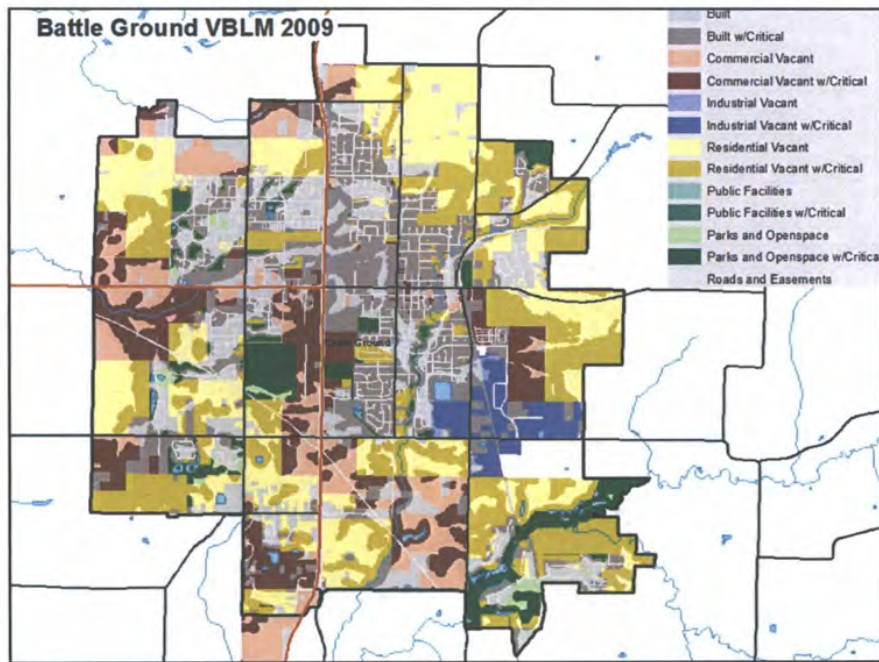 Battle Ground VBLM 2009
Built
Built w/Critical
Commercial Vacant
Commercial Vacant w/Critical
Industrial Vacant
Industrial Vacant w/Critical
Residential Vacant
Residential Vacant w/Critical
Public Facilities
Public Facilities w/Critical
Parks and Openspace
Parks and Openspace w/Critica
Roads and Easements
Ground